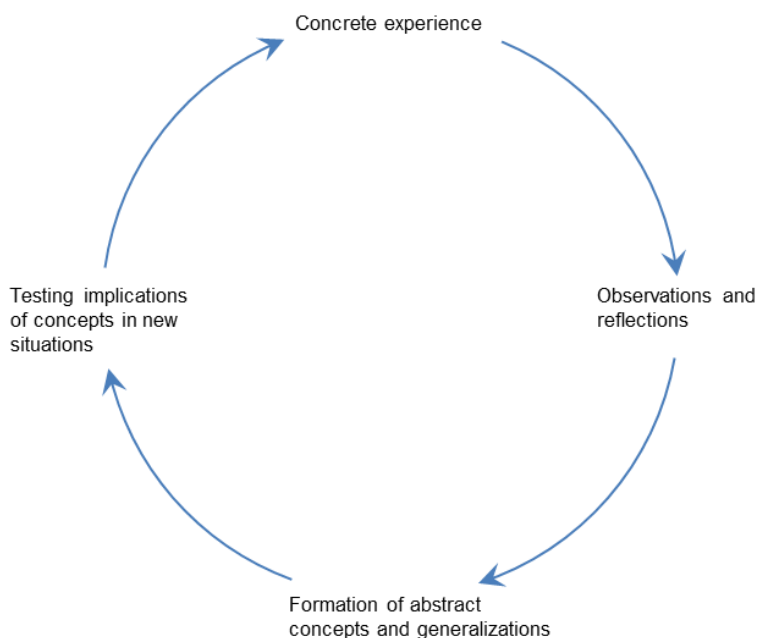 Concrete experience
Observations and
reflections
Formation of abstract
concepts and generalizations
Testing implications
of concepts in new
situations